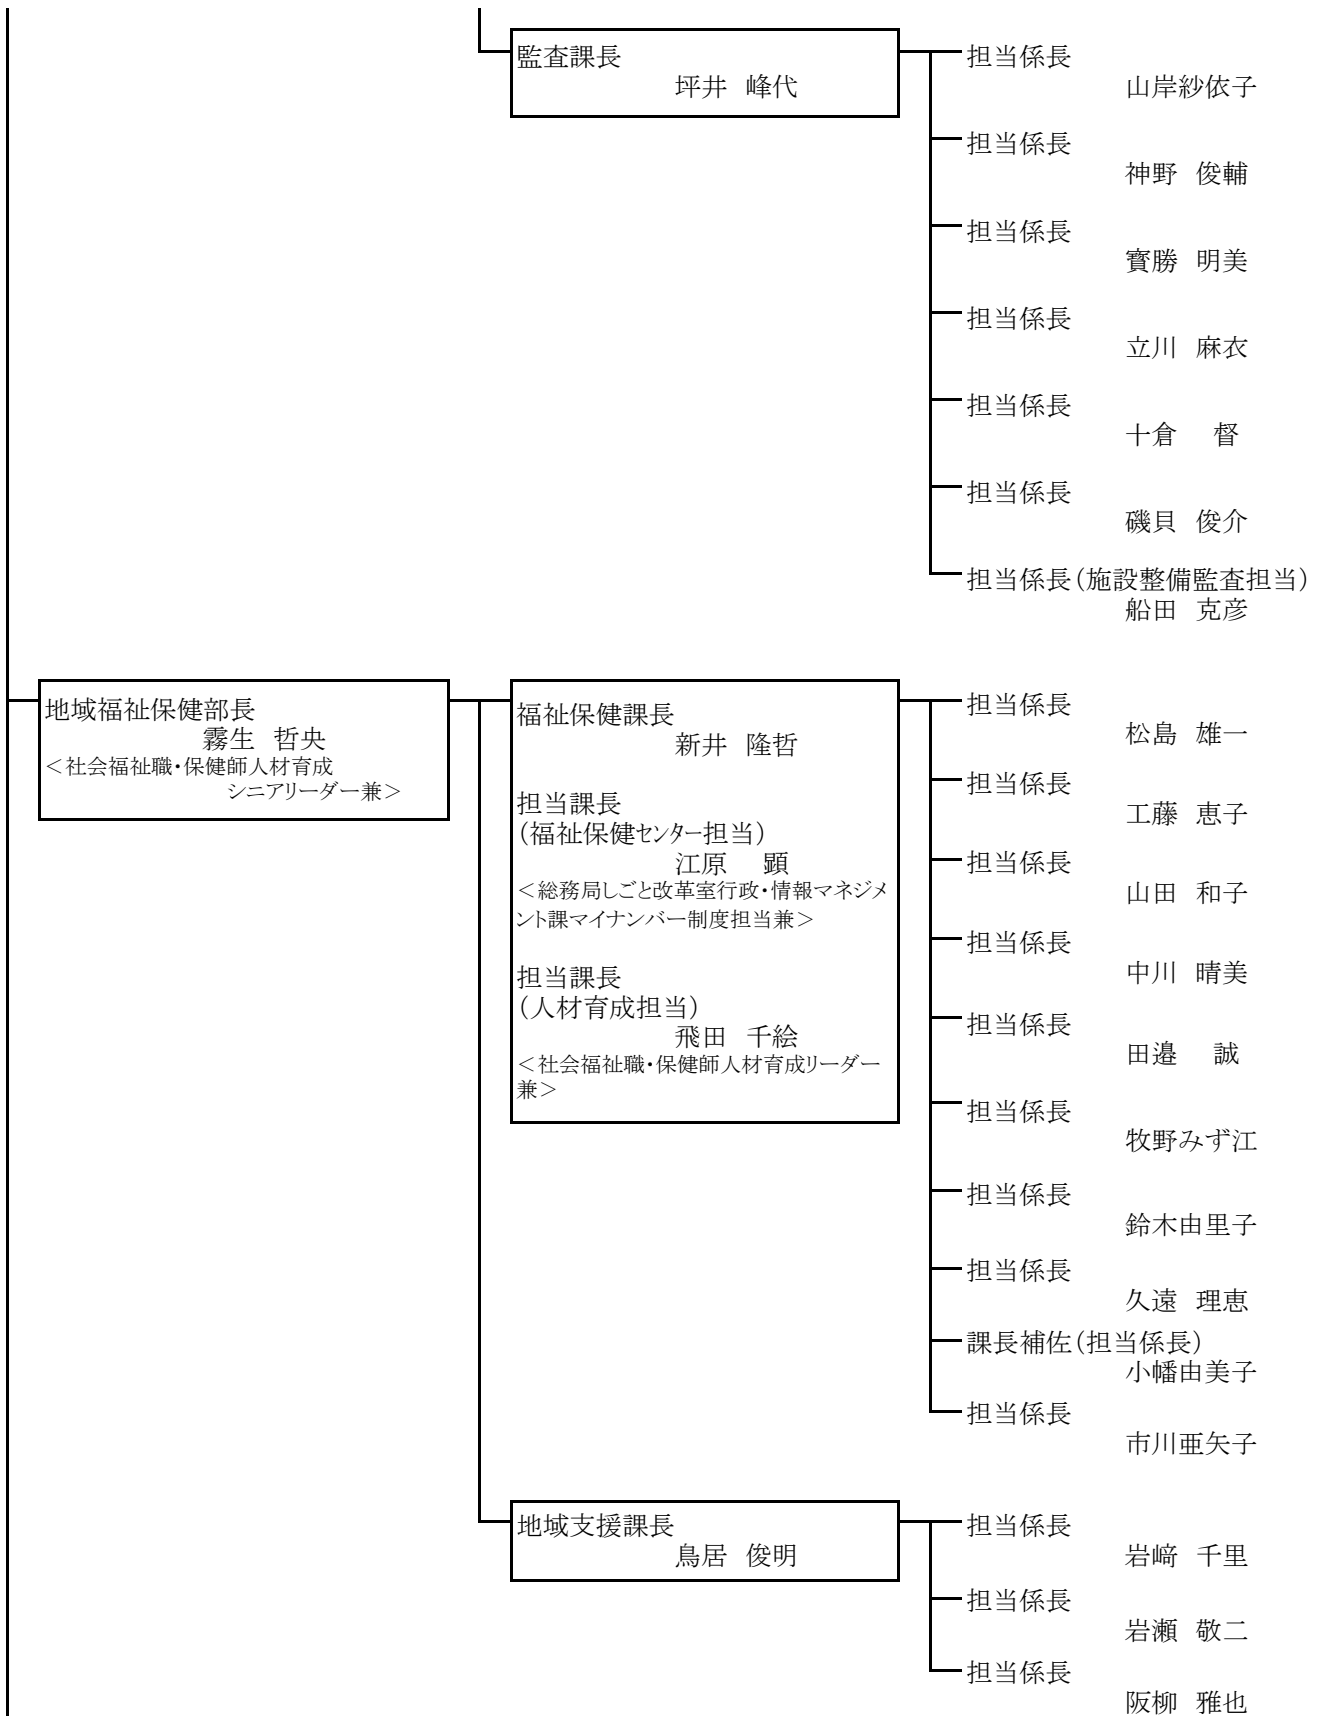 監査課長
坪井　峰代
担当係長
山岸紗依子
担当係長
神野　俊輔
担当係長
寳勝　明美
担当係長
立川　麻衣
担当係長
十倉　督
担当係長
磯貝　俊介
担当係長（施設整備監査担当）
船田　克彦
地域福祉保健部長
霧生　哲央
＜社会福祉職・保健師人材育成
シニアリーダー兼＞
福祉保健課長
新井　隆哲
担当課長
（福祉保健センター担当）
江原　顕
＜総務局しごと改革室行政・情報マネジメ
ント課マイナンバー制度担当兼＞
担当課長
（人材育成担当）
飛田　千絵
＜社会福祉職・保健師人材育成リーダー
兼＞
担当係長
松島　雄一
担当係長
工藤　恵子
担当係長
山田　和子
担当係長
中川　晴美
担当係長
田邉　誠
担当係長
牧野みず江
担当係長
鈴木由里子
担当係長
久遠　理恵
課長補佐（担当係長）
小幡由美子
担当係長
市川亜矢子
地域支援課長
鳥居　俊明
担当係長
岩﨑　千里
担当係長
岩瀬　敬二
担当係長
阪柳　雅也